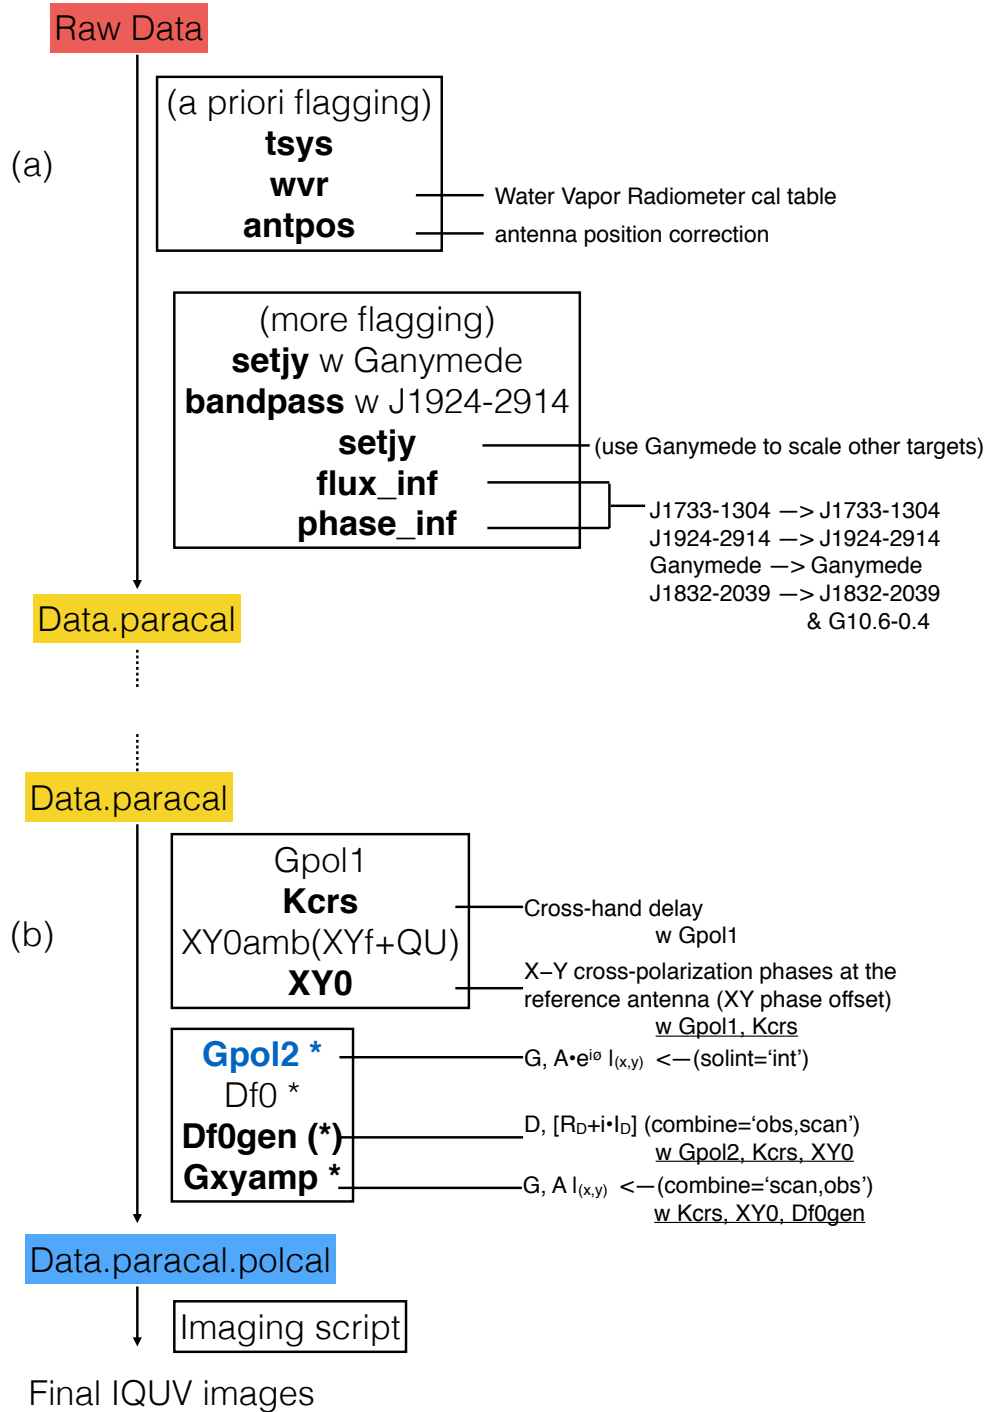 Raw Data
(a)
(a priori flagging)
tsys
wvr
antpos
Water Vapor Radiometer cal table
antenna position correction
(more flagging)
setjy w Ganymede
bandpass w J1924-2914
setjy
flux_inf
phase_inf
(use Ganymede to scale other targets)
J1733-1304 —> J1733-1304
J1924-2914 —> J1924-2914
Ganymede —> Ganymede
J1832-2039 —> J1832-2039
& G10.6-0.4
Data.paracal
Data.paracal
(b)
Gpol1
Kcrs
XY0amb(XYf+QU)
XY0
Cross-hand delay
w Gpol1
X–Y cross-polarization phases at the
reference antenna (XY phase offset)
w Gpol1, Kcrs
Gpol2 *
Df0 *
Df0gen (*)
Gxyamp *
G, A•e^{iø} |_{(x,y)} <—(solint=‘int’)
D, [R_D+i•I_D] (combine=‘obs,scan’)
w Gpol2, Kcrs, XY0
G, A |_{(x,y)} <—(combine=‘scan,obs’)
w Kcrs, XY0, Df0gen
Data.paracal.polcal
Imaging script
Final IQUV images